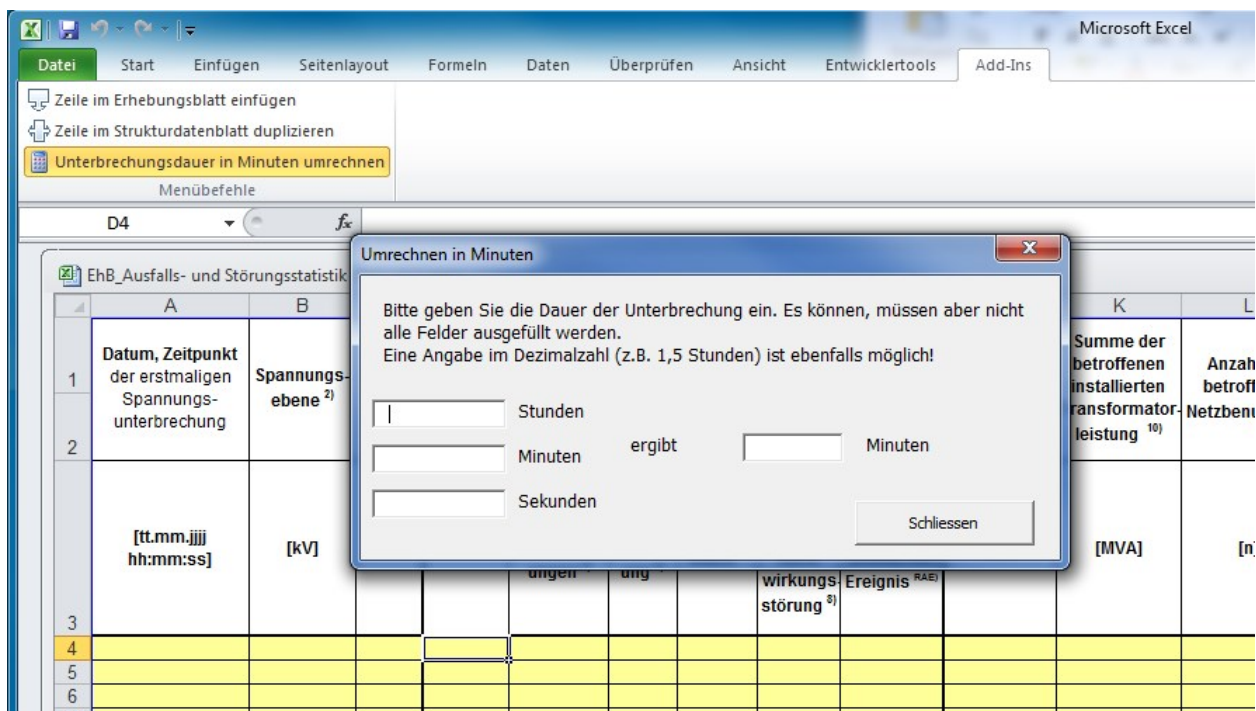 Microsoft Excel
Datei Start Einfügen Seitenlayout Formeln Daten Überprüfen Ansicht Entwicklertools Add-Ins
Zeile im Erhebungsblatt einfügen
Zeile im Strukturdatenblatt duplizieren
Unterbrechungsdauer in Minuten umrechnen
Menübefehle
D4 fx
Umrechnen in Minuten
EhB_Ausfalls- und Störungsstatistik
Bitte geben Sie die Dauer der Unterbrechung ein. Es können, müssen aber nicht
alle Felder ausgefüllt werden.
Eine Angabe im Dezimalzahl (z.B. 1,5 Stunden) ist ebenfalls möglich!
Stunden
Minuten ergibt Minuten
Sekunden
Schliessen
A B K L
1
2
3
4
5
6
Datum, Zeitpunkt
der erstmaligen
Spannungs-
unterbrechung
Spannungs-
ebene 2)
Summe der
betroffenen
installierten
ransformator-
leistung 10)
Anzah
betroff
Netzbenu
[tt.mm.jjjj
hh:mm:ss]
[kV]
ungen
ung
wirkungs-
störung 8)
Ereignis RAE)
[MVA]
[n]